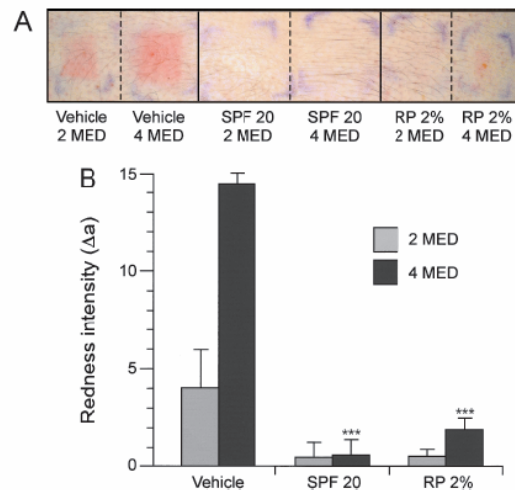 A
Vehicle 2 MED
Vehicle 4 MED
SPF 20 2 MED
SPF 20 4 MED
RP 2% 2 MED
RP 2% 4 MED
B
Redness intensity (Δa)
15
10
5
0
2 MED
4 MED
***
***
Vehicle
SPF 20
RP 2%